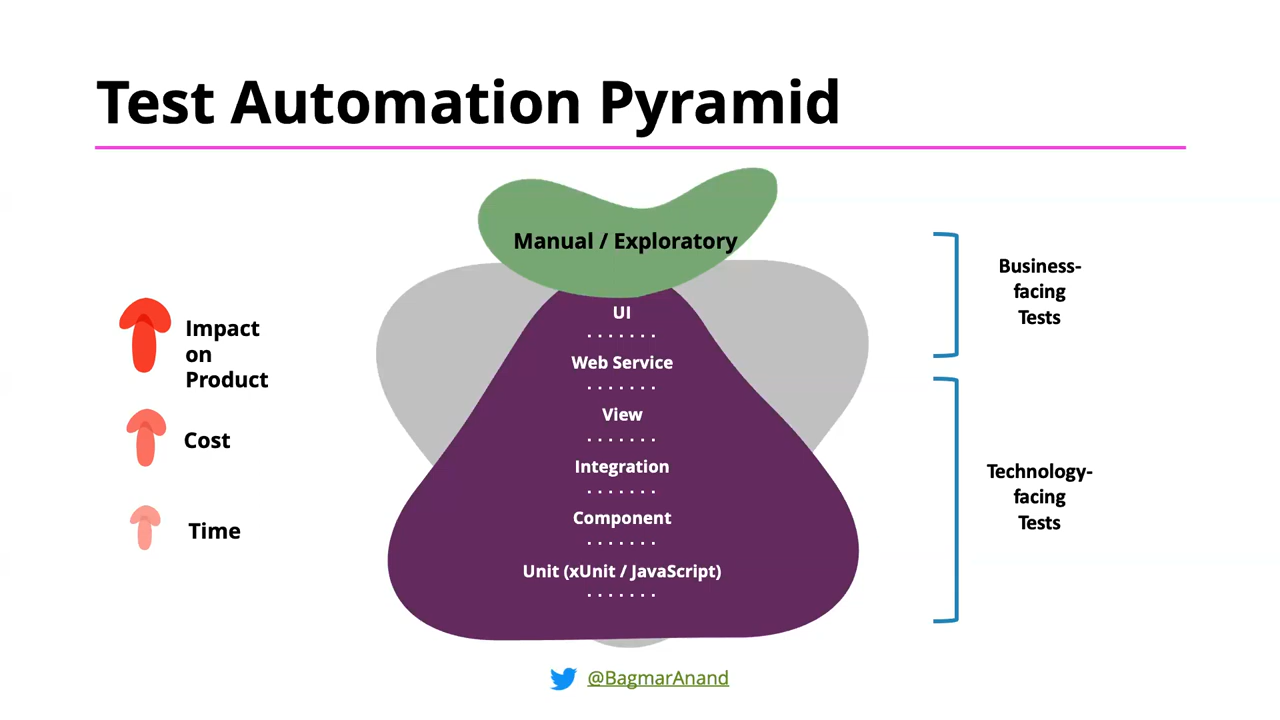 Test Automation Pyramid
Manual / Exploratory
UI
Web Service
View
Integration
Component
Unit (xUnit / JavaScript)
Impact
on
Product
Cost
Time
Business-
facing
Tests
Technology-
facing
Tests
@BagmarAnand